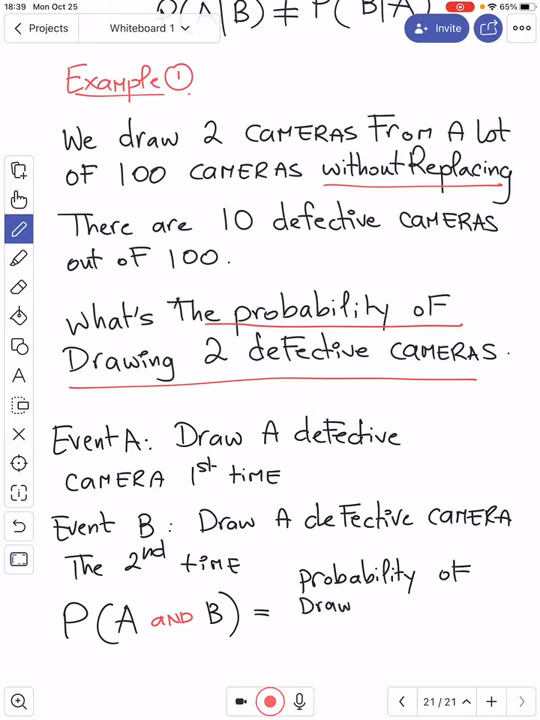 18:39 Mon Oct 25
65%
Projects Whiteboard 1 Invite
P(A|B) ≠ P(B|A)
Example ①
We draw 2 CAMERAS FROM A lot
OF 100 CAMERAS without Replacing
There are 10 defective CAMERAS
out oF 100.
What's The probability oF
Drawing 2 defective CAMERAS.
Event A: Draw A defective
CAMERA 1st time
Event B: Draw A deFective CAMERA
The 2nd time
P(A AND B) = probability oF
Draw
A
21/21